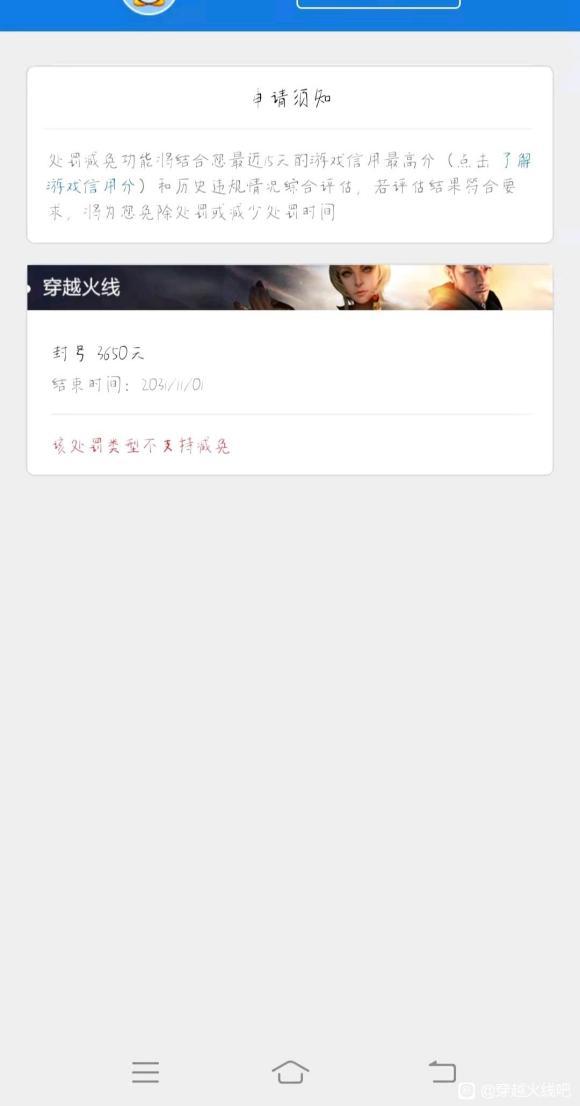 申请须知
处罚减免功能将结合您最近15天的游戏信用最高分（点击 了解
游戏信用分）和历史违规情况综合评估，若评估结果符合要
求，将为您免除处罚或减少处罚时间
穿越火线
封号 3650天
结束时间：2031/11/01
该处罚类型不支持减免
@穿越火线吧